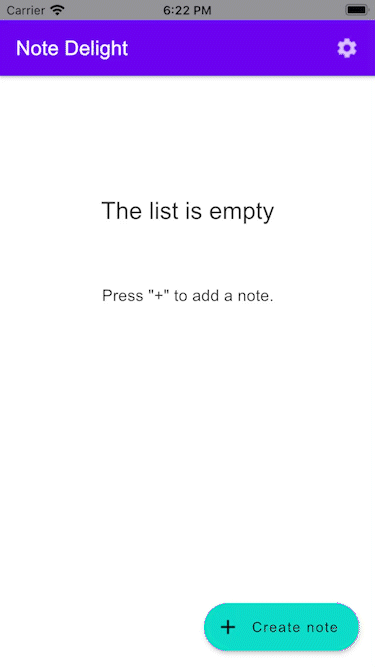 Carrier 6:22 PM
Note Delight
The list is empty
Press "+" to add a note.
+ Create note